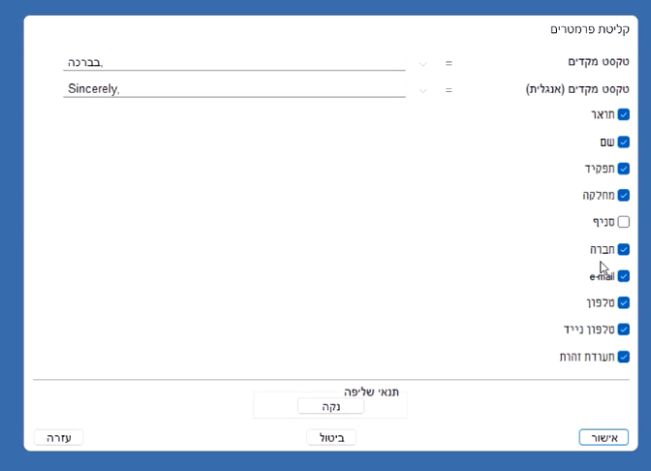 קליטת פרמטרים
טקסט מקדים = בברכה,
טקסט מקדים (אנגלית) = Sincerely,
תואר
שם
תפקיד
מחלקה
סניף
חברה
e-mail
טלפון
טלפון נייד
תעודת זהות
תנאי שליפה
נקה
אישור ביטול עזרה